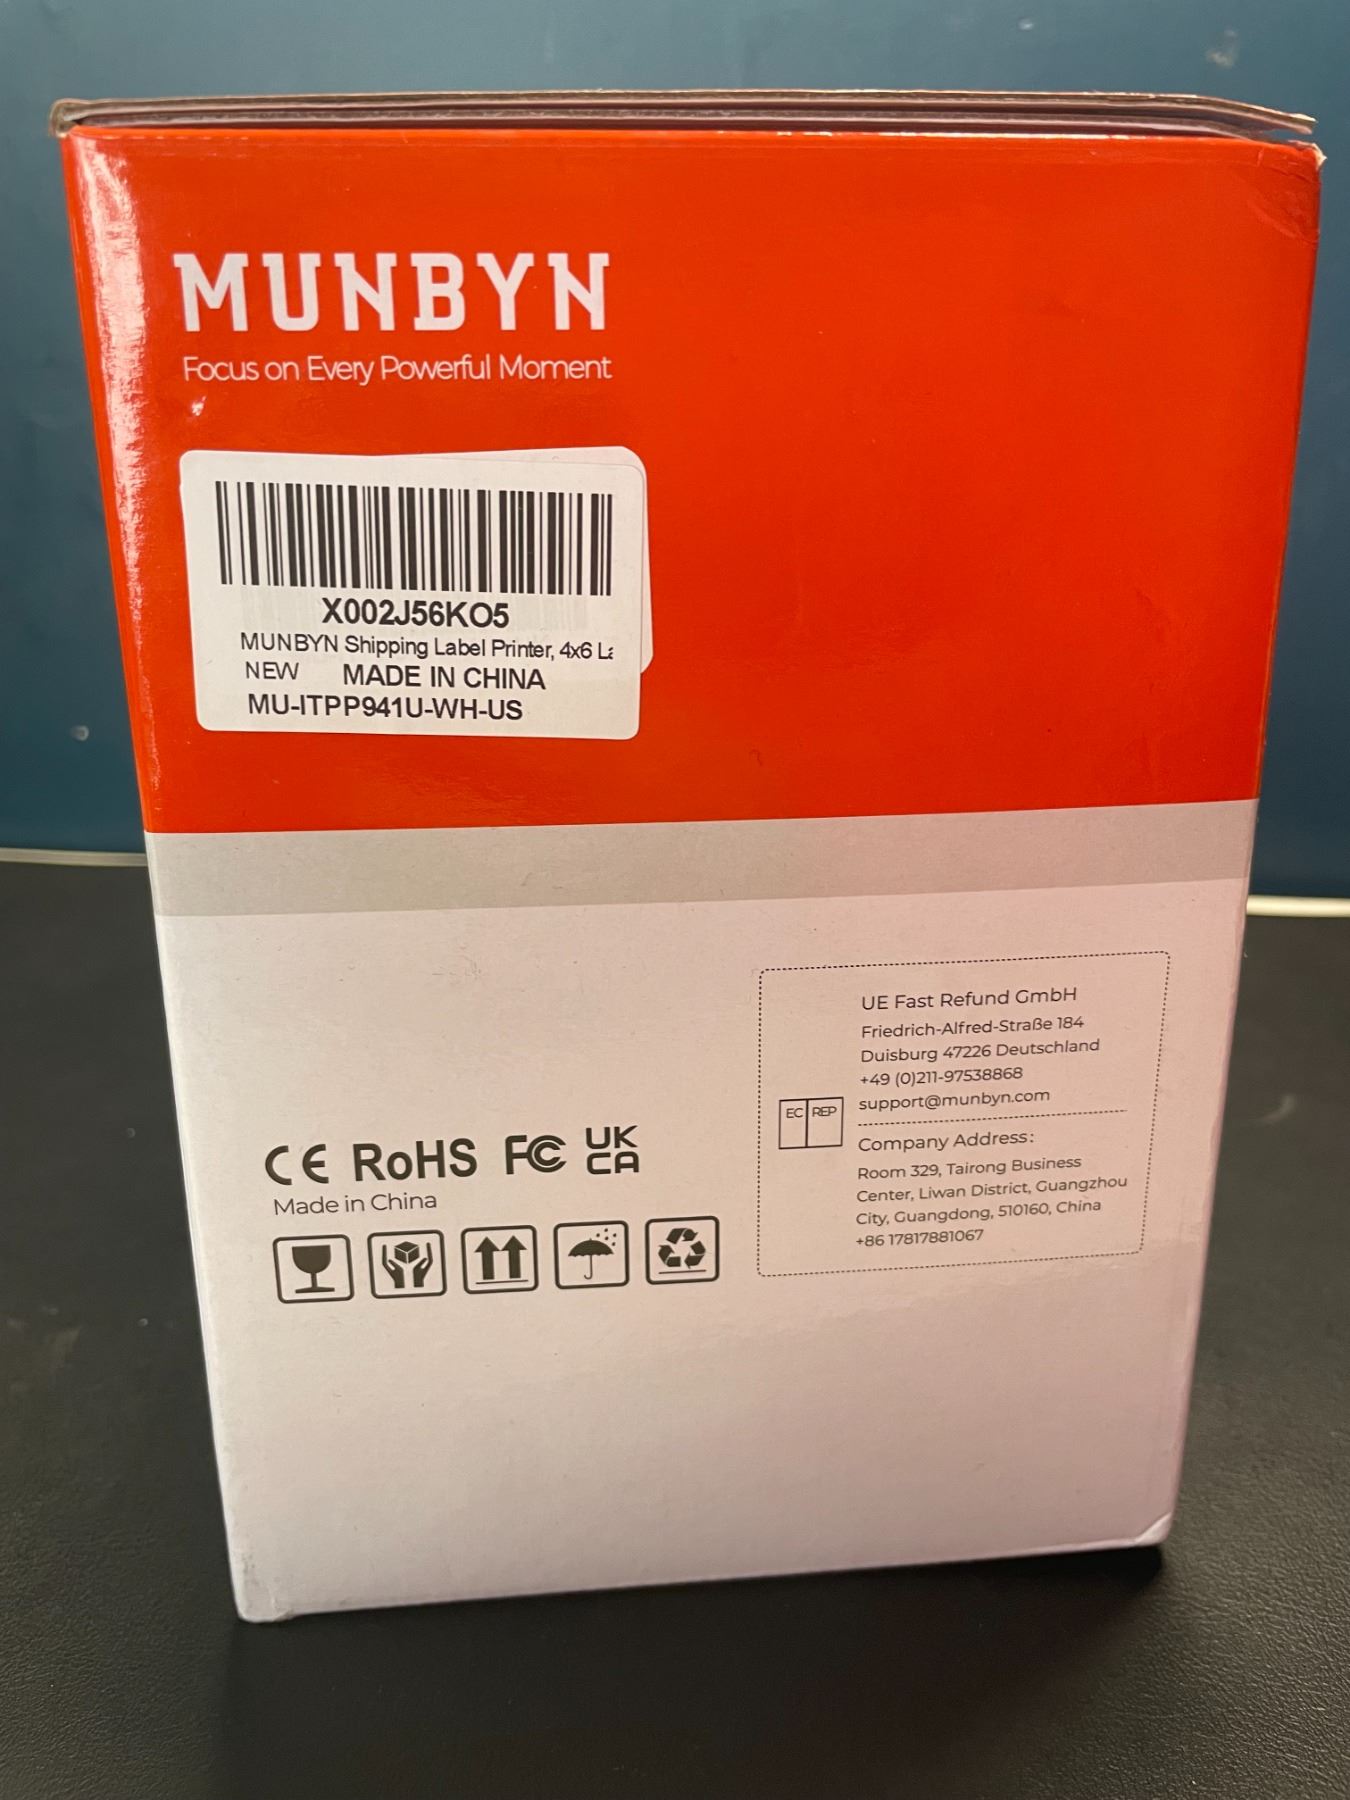 MUNBYN
Focus on Every Powerful Moment
X002J56KO5
MUNBYN Shipping Label Printer, 4x6 La
NEW MADE IN CHINA
MU-ITPP941U-WH-US
UE Fast Refund GmbH
Friedrich-Alfred-Straße 184
Duisburg 47226 Deutschland
+49 (0)211-97538868
support@munbyn.com
EC REP
Company Address:
Room 329, Tairong Business
Center, Liwan District, Guangzhou
City, Guangdong, 510160, China
+86 17817881067
CE RoHS FC UK
CA
Made in China